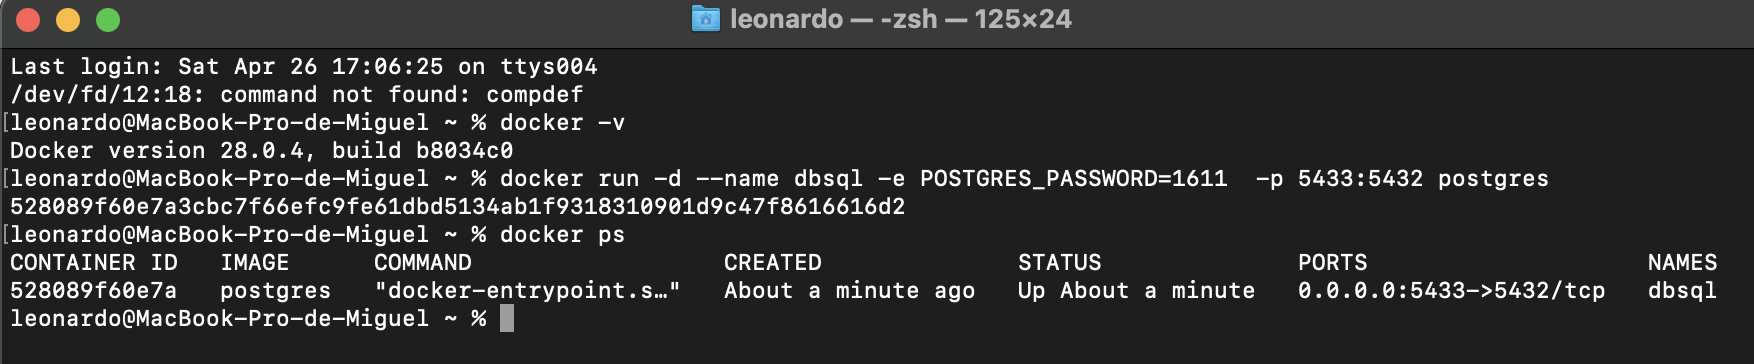 leonardo — -zsh — 125×24
Last login: Sat Apr 26 17:06:25 on ttys004
/dev/fd/12:18: command not found: compdef
[leonardo@MacBook-Pro-de-Miguel ~ % docker -v
Docker version 28.0.4, build b8034c0
[leonardo@MacBook-Pro-de-Miguel ~ % docker run -d --name dbsql -e POSTGRES_PASSWORD=1611  -p 5433:5432 postgres
528089f60e7a3cbc7f66efc9fe61dbd5134ab1f9318310901d9c47f8616616d2
[leonardo@MacBook-Pro-de-Miguel ~ % docker ps
CONTAINER ID   IMAGE      COMMAND                  CREATED              STATUS              PORTS                    NAMES
528089f60e7a   postgres   "docker-entrypoint.s…"   About a minute ago   Up About a minute   0.0.0.0:5433->5432/tcp   dbsql
leonardo@MacBook-Pro-de-Miguel ~ %